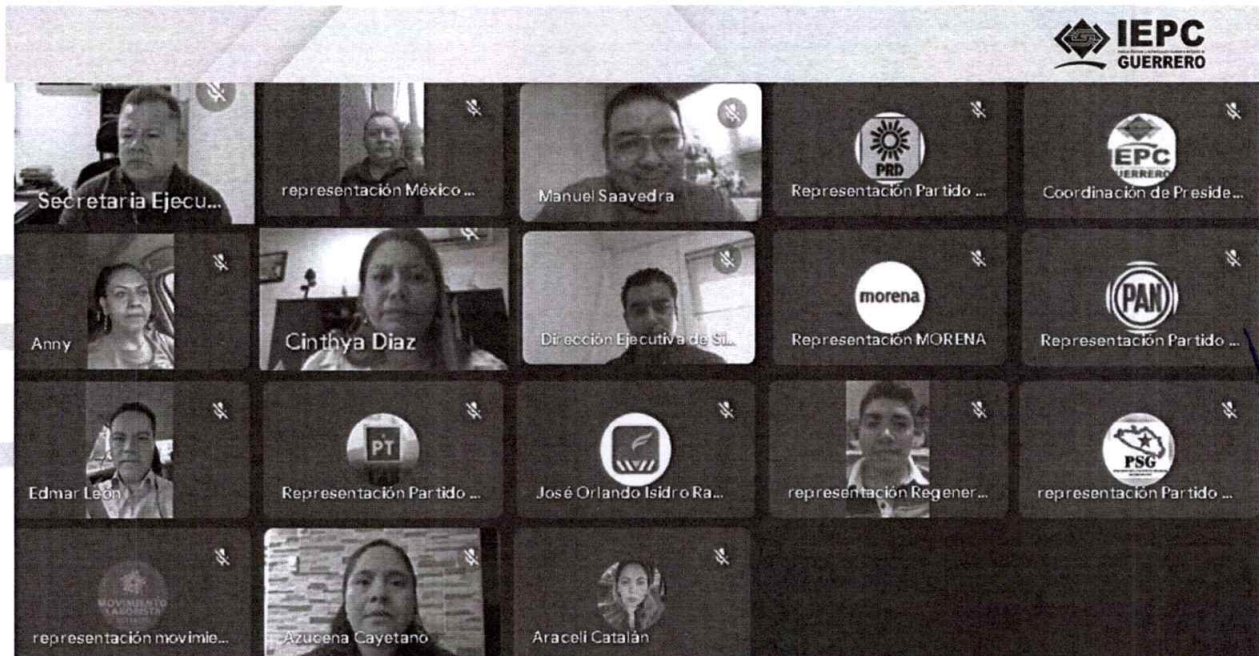 IEPC
GUERRERO
Secretaria Ejecu...
representación México ...
Manuel Saavedra
PRD
Representación Partido ...
EPC
GUERRERO
Coordinación de Preside...
Anny
Cinthya Diaz
Dirección Ejecutiva de Si...
morena
Representación MORENA
PAN
Representación Partido ...
Edmar León
PT
Representación Partido ...
José Orlando Isidro Ra...
representación Regener...
PSG
representación Partido ...
MOVIMIENTO
LABORISTA
representación movimie...
Azucena Cayetano
Araceli Catalán